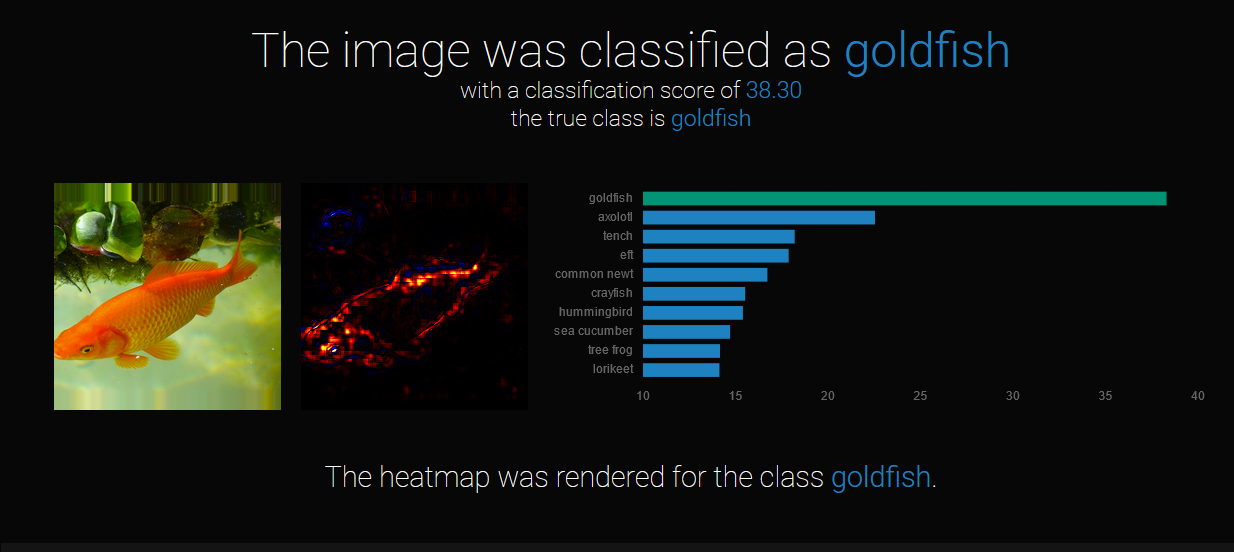 The image was classified as goldfish
with a classification score of 38.30
the true class is goldfish
goldfish
axolotl
tench
eft
common newt
crayfish
hummingbird
sea cucumber
tree frog
lorikeet
10 15 20 25 30 35 40
The heatmap was rendered for the class goldfish.